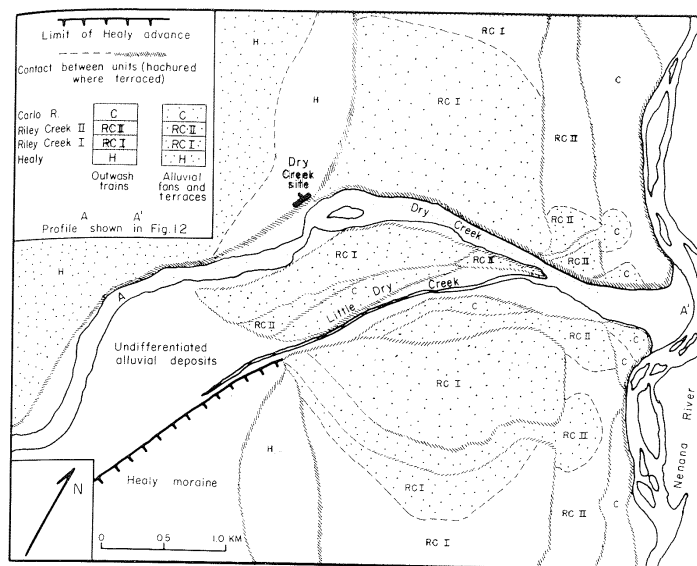 Limit of Healy advance
Contact between units (hachured
where terraced)
Carlo R.
C
C
Riley Creek II
RC II
RC II
Riley Creek I
RC I
RC I
Healy
H
H
Outwash
trains
Alluvial
fans and
terraces
A
A'
Profile shown in Fig. 12
H
H
RC I
RC I
C
RC II
Dry
Creek
site
Dry
Creek
RC II
C
RC I
RC II
RC II
C
H
A
C
Little Dry Creek
A'
C
RC II
RC II
C
C
Undifferentiated
alluvial deposits
RC I
RC II
H
Nenana River
Healy moraine
RC I
C
N
RC II
RC I
0
.5
1.0 KM